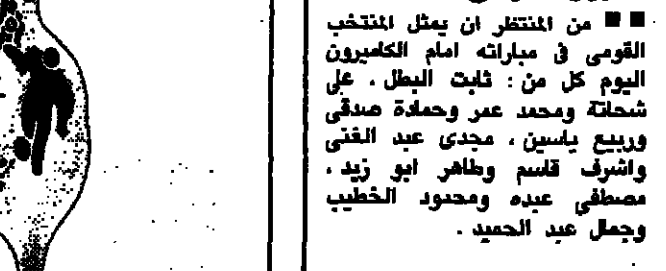 ■ ■ من المنتظر ان يمثل المنتخب
القومى فى مباراته امام الكاميرون
اليوم كل من : ثابت البطل . على
شحاتة ومحمد عمر وحمادة صدقى
وربيع ياسين ، مجدى عبد الغنى
واشرف قاسم وطاهر ابو زيد ،
مصطفى عبده ومحمود الخطيب
وجمال عبد الحميد .